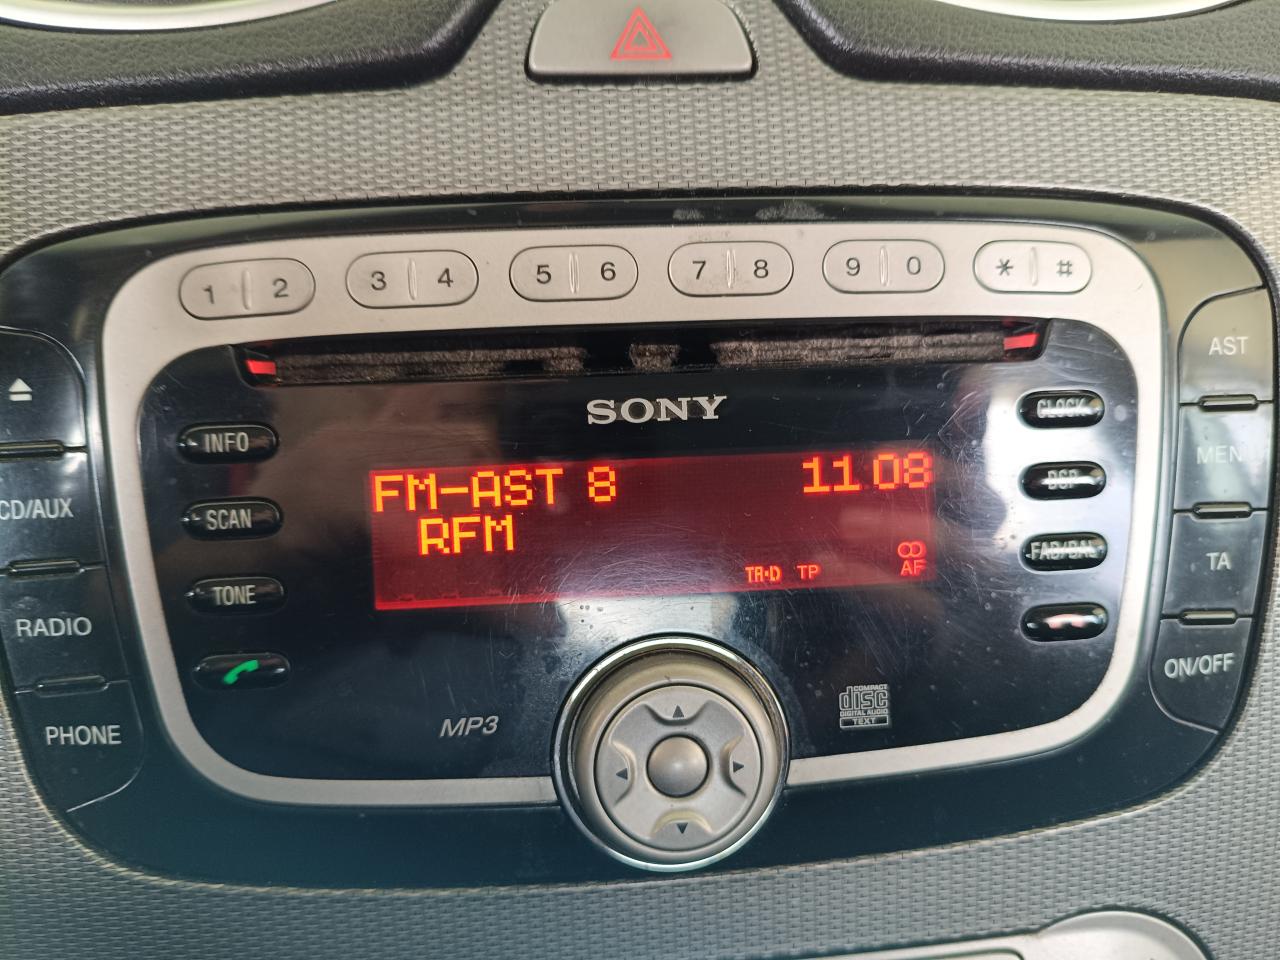 1 2 3 4 5 6 7 8 9 0 * #
AST
SONY
CLOCK
INFO
MEN
FM-AST 8 11 08
DSP
CD/AUX
SCAN
RFM
FAD/BAL
TA-D TP AF
TA
TONE
RADIO
ON/OFF
PHONE
MP3
COMPACT
disc
DIGITAL AUDIO
TEXT